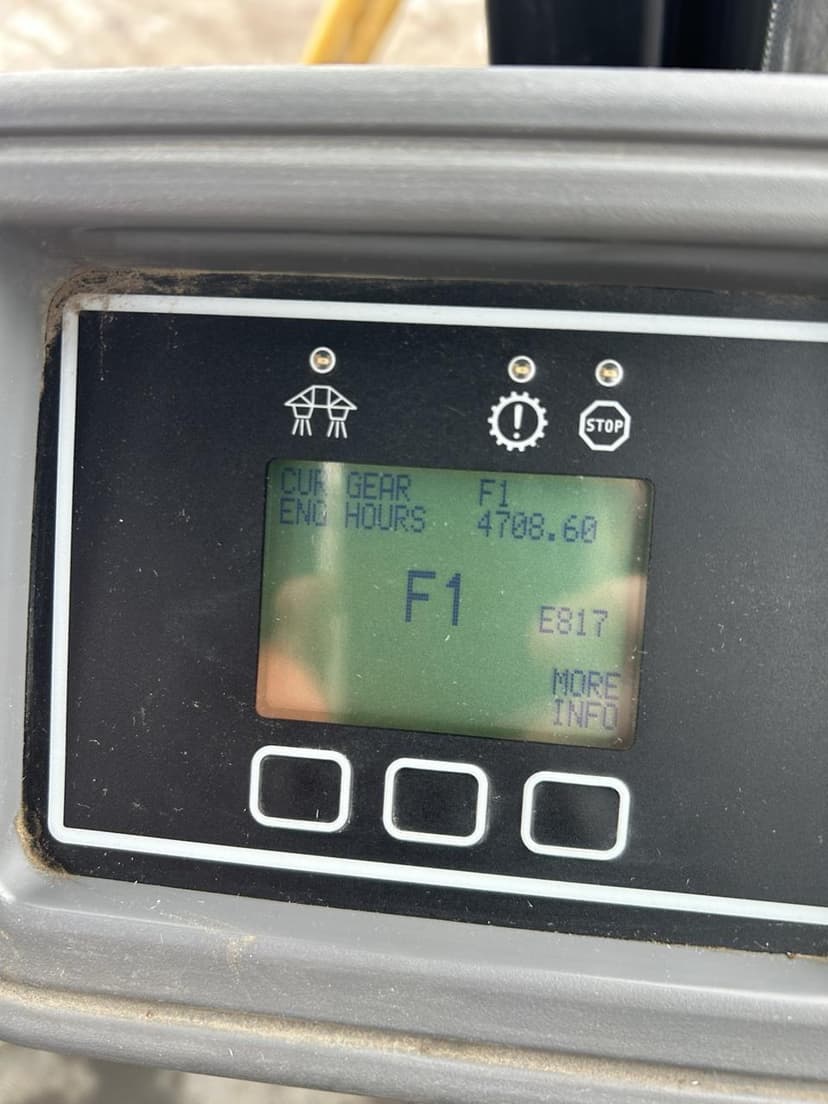 STOP
CUR GEAR F1
ENG HOURS 4708.60
F1
E817
MORE
INFO